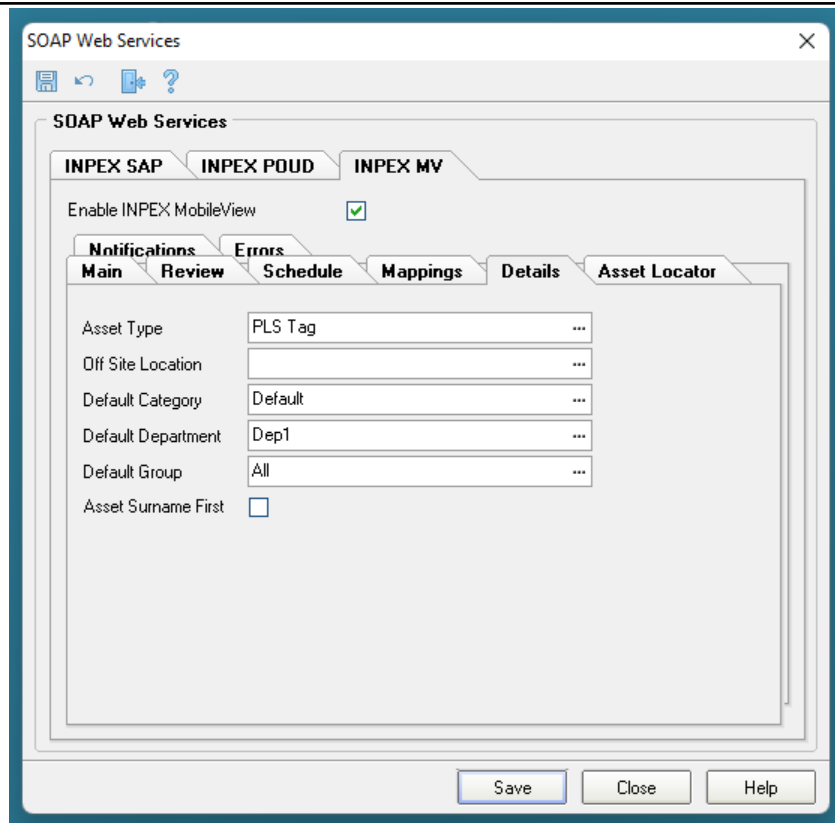 SOAP Web Services
SOAP Web Services
INPEX SAP INPEX POUD INPEX MV
Enable INPEX MobileView
Notifications Errors
Main Review Schedule Mappings Details Asset Locator
Asset Type PLS Tag ...
Off Site Location ...
Default Category Default ...
Default Department Dep1 ...
Default Group All ...
Asset Surname First
Save Close Help